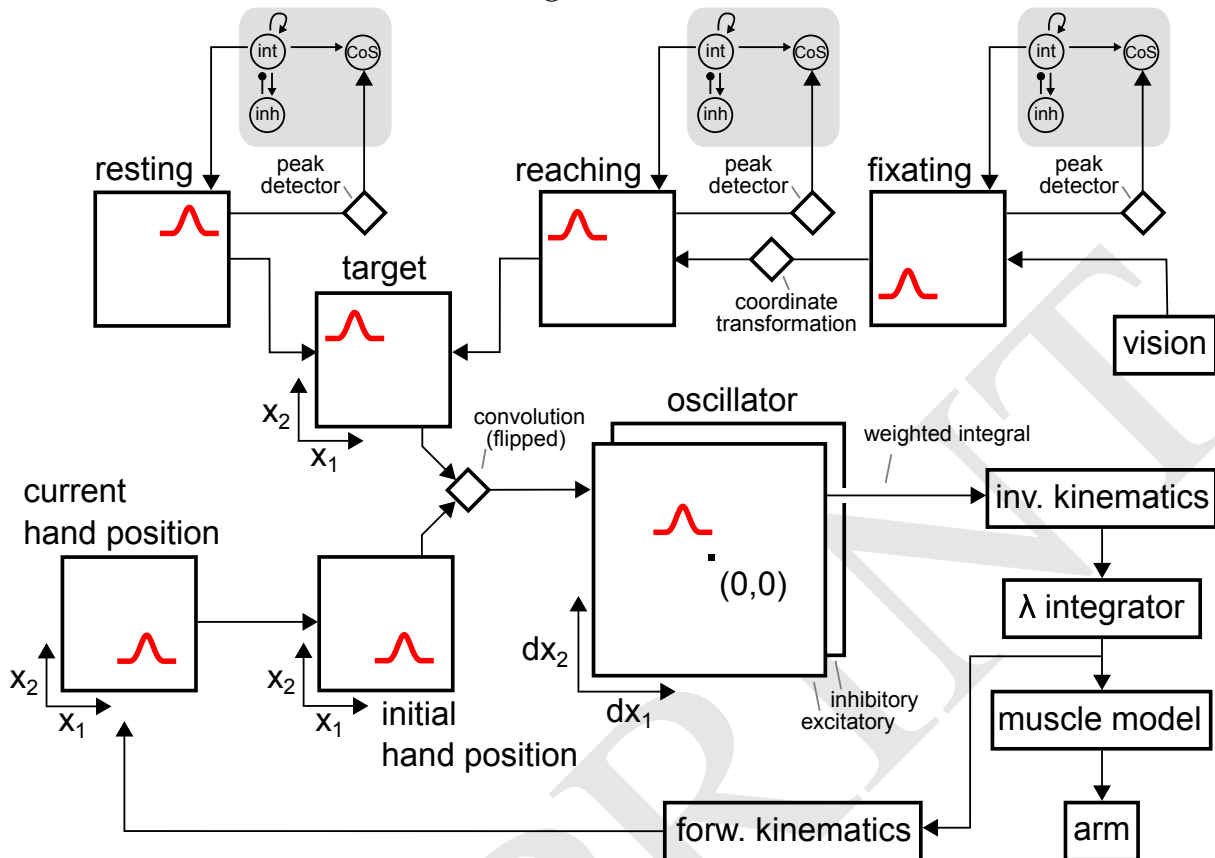 int
CoS
inh
int
CoS
inh
int
CoS
inh
resting
peak
detector
reaching
peak
detector
fixating
peak
detector
target
coordinate
transformation
vision
x2
x1
convolution
(flipped)
oscillator
weighted integral
current
hand position
inv. kinematics
(0,0)
λ integrator
x2
x1
x2
x1
initial
hand position
dx2
dx1
inhibitory
excitatory
muscle model
forw. kinematics
arm